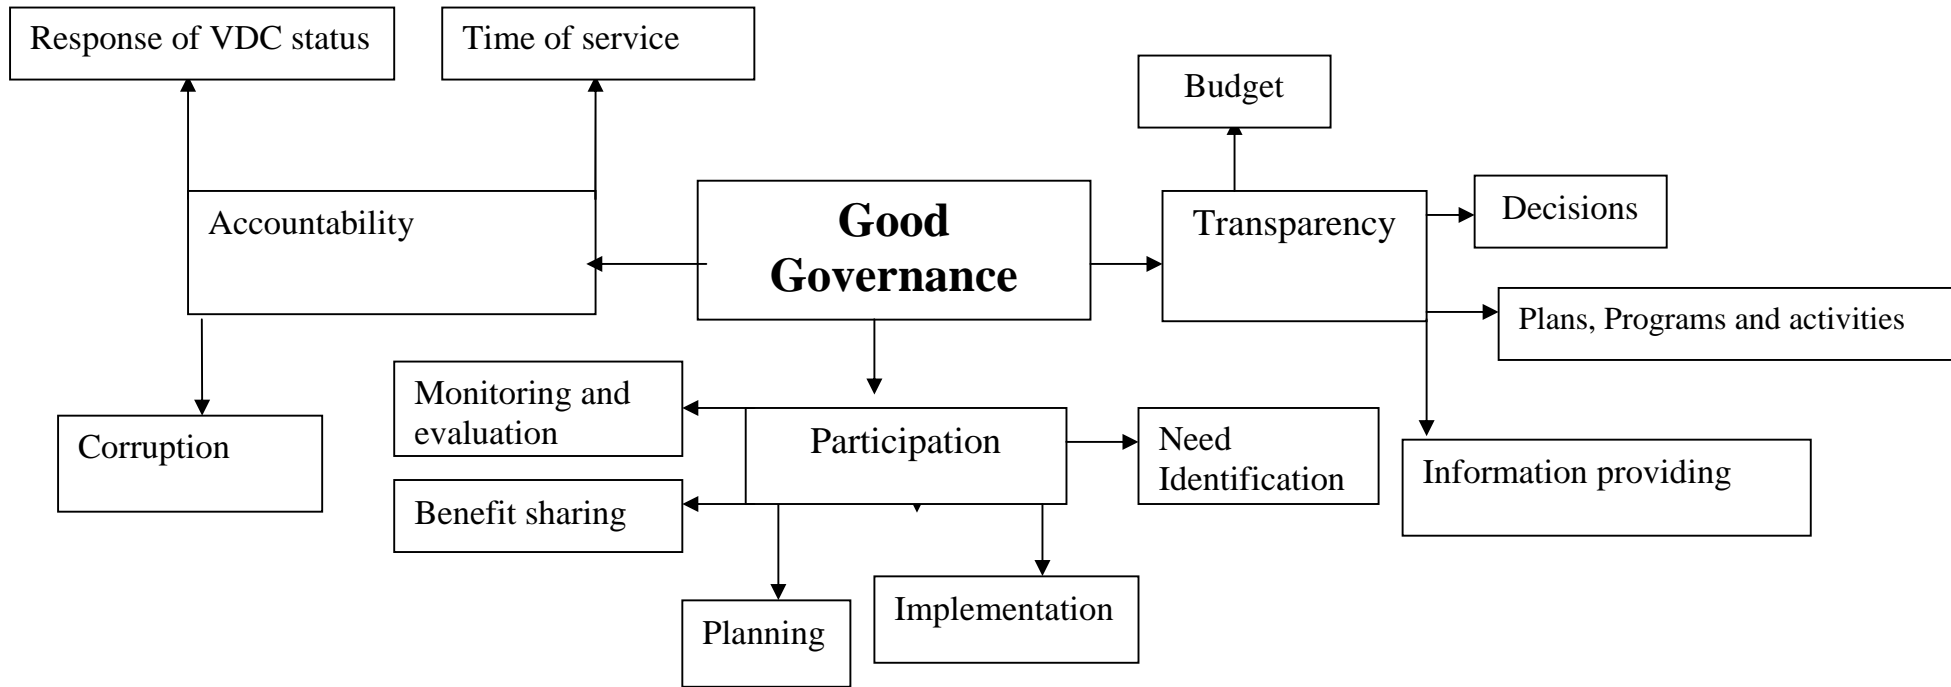 Response of VDC status
Time of service
Budget
Good
Governance
Accountability
Transparency
Decisions
Plans, Programs and activities
Monitoring and
evaluation
Participation
Need
Identification
Corruption
Information providing
Benefit sharing
Implementation
Planning